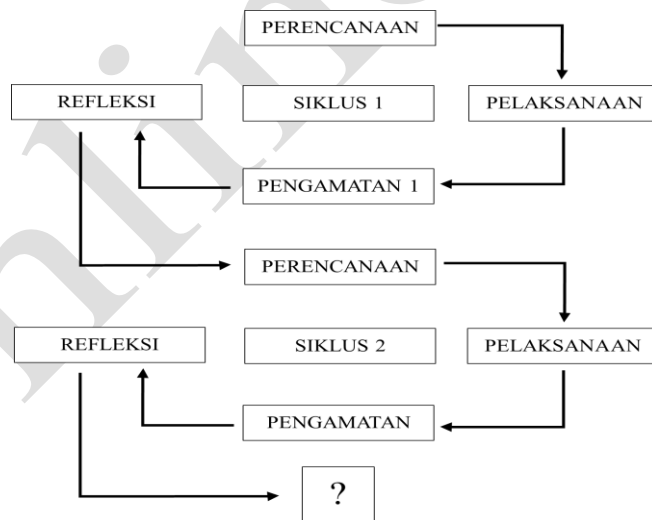 PERENCANAAN
REFLEKSI
SIKLUS 1
PELAKSANAAN
PENGAMATAN 1
PERENCANAAN
REFLEKSI
SIKLUS 2
PELAKSANAAN
PENGAMATAN
?